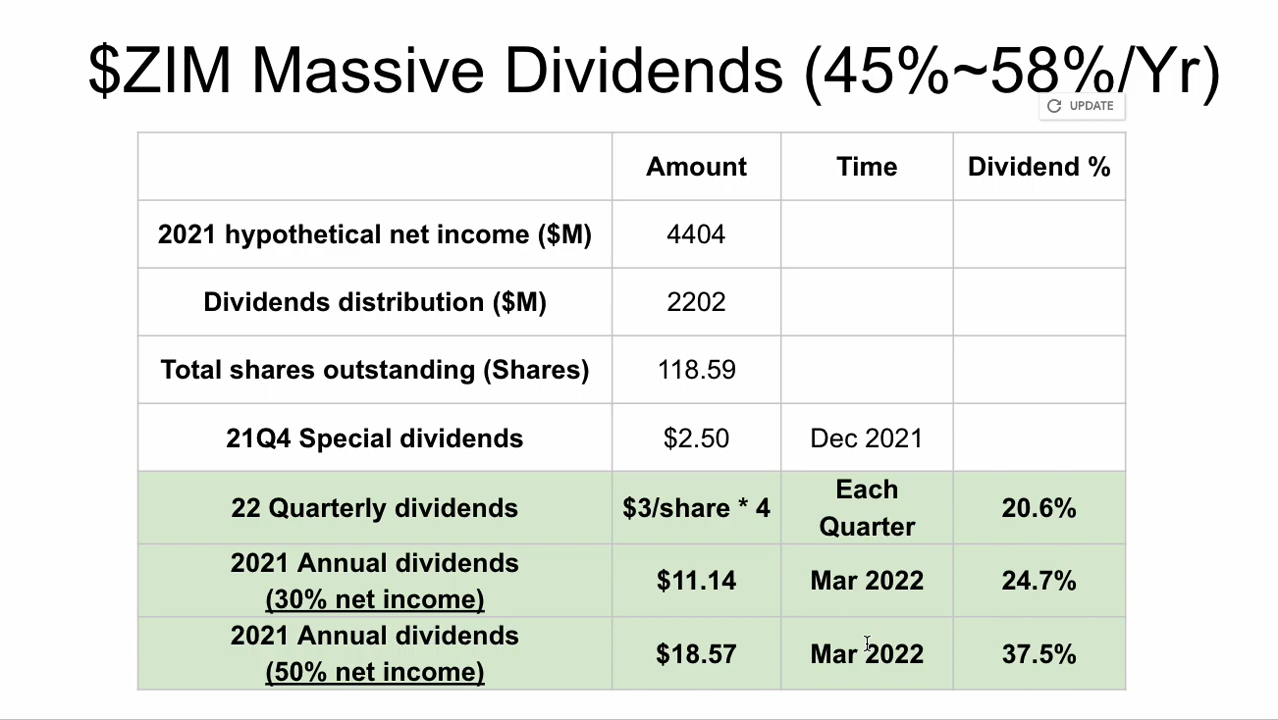 $ZIM Massive Dividends (45%~58%/Yr)
UPDATE
Amount Time Dividend %
2021 hypothetical net income ($M) 4404
Dividends distribution ($M) 2202
Total shares outstanding (Shares) 118.59
21Q4 Special dividends $2.50 Dec 2021
22 Quarterly dividends $3/share * 4 Each Quarter 20.6%
2021 Annual dividends
(30% net income) $11.14 Mar 2022 24.7%
2021 Annual dividends
(50% net income) $18.57 Mar 2022 37.5%